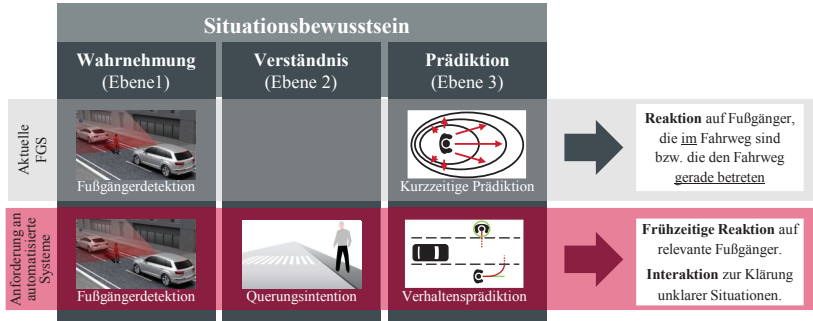 Situationsbewusstsein
Wahrnehmung
(Ebene1)
Verständnis
(Ebene 2)
Prädiktion
(Ebene 3)
Aktuelle
FGS
Fußgängerdetektion
Kurzzeitige Prädiktion
Reaktion auf Fußgänger,
die im Fahrweg sind
bzw. die den Fahrweg
gerade betreten
Anforderung an
automatisierte
Systeme
Fußgängerdetektion
Querungsintention
Verhaltensprädiktion
Frühzeitige Reaktion auf
relevante Fußgänger.
Interaktion zur Klärung
unklarer Situationen.